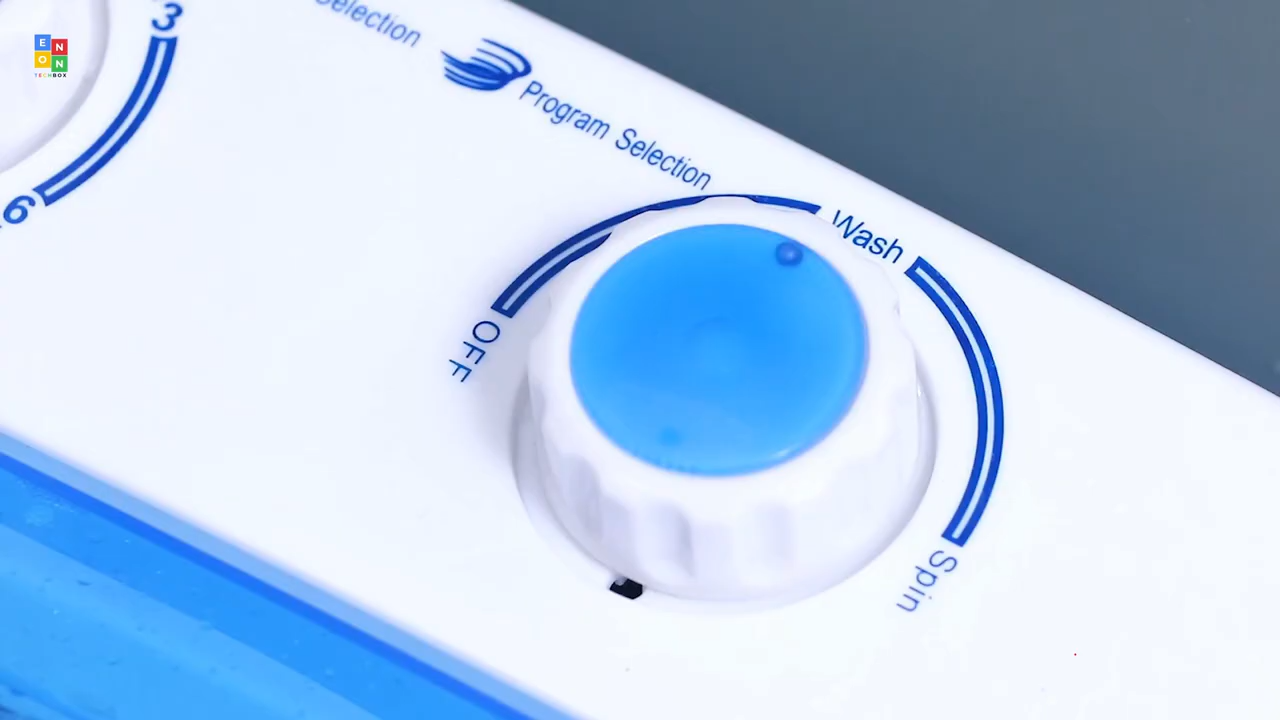 E N
O N
TECHBOX
3
6
Selection
Program Selection
Wash
OFF
Spin